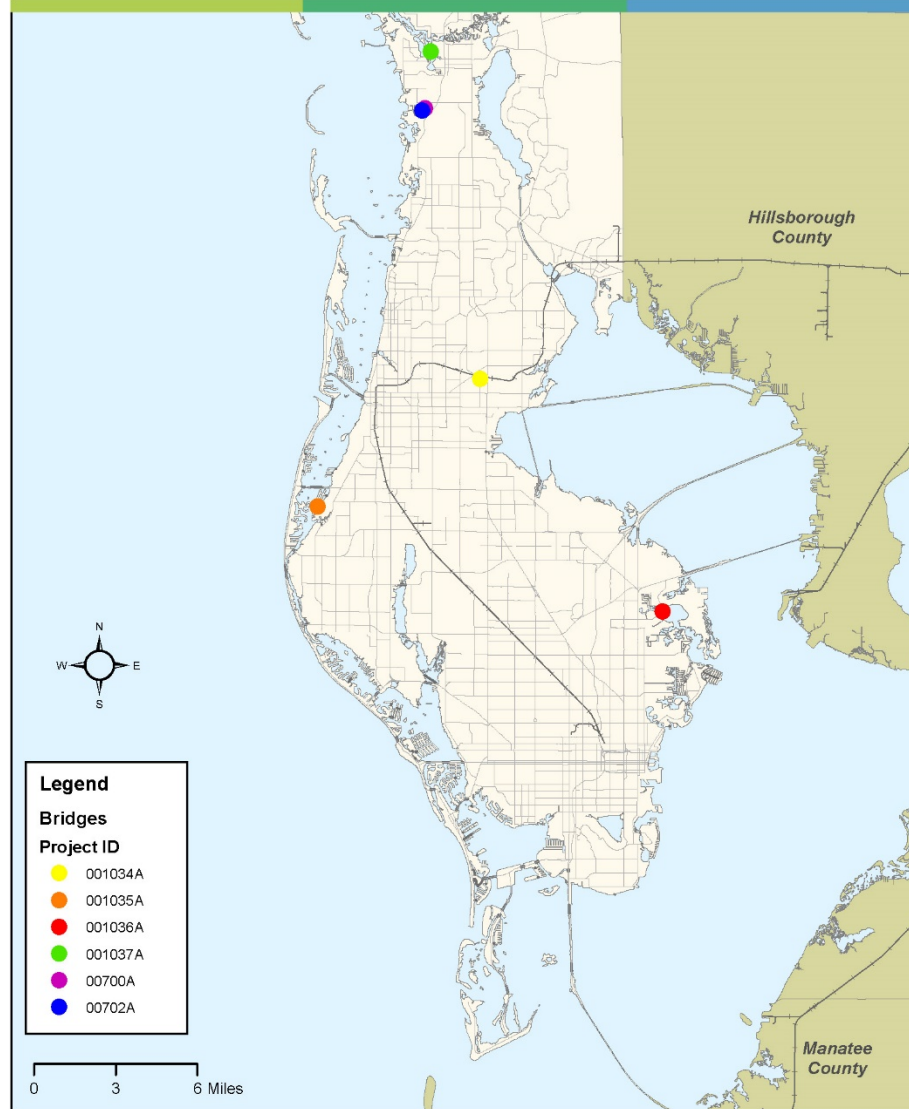 Hillsborough
County
N
W E
S
Legend
Bridges
Project ID
001034A
001035A
001036A
001037A
00700A
00702A
0 3 6 Miles
Manatee
County